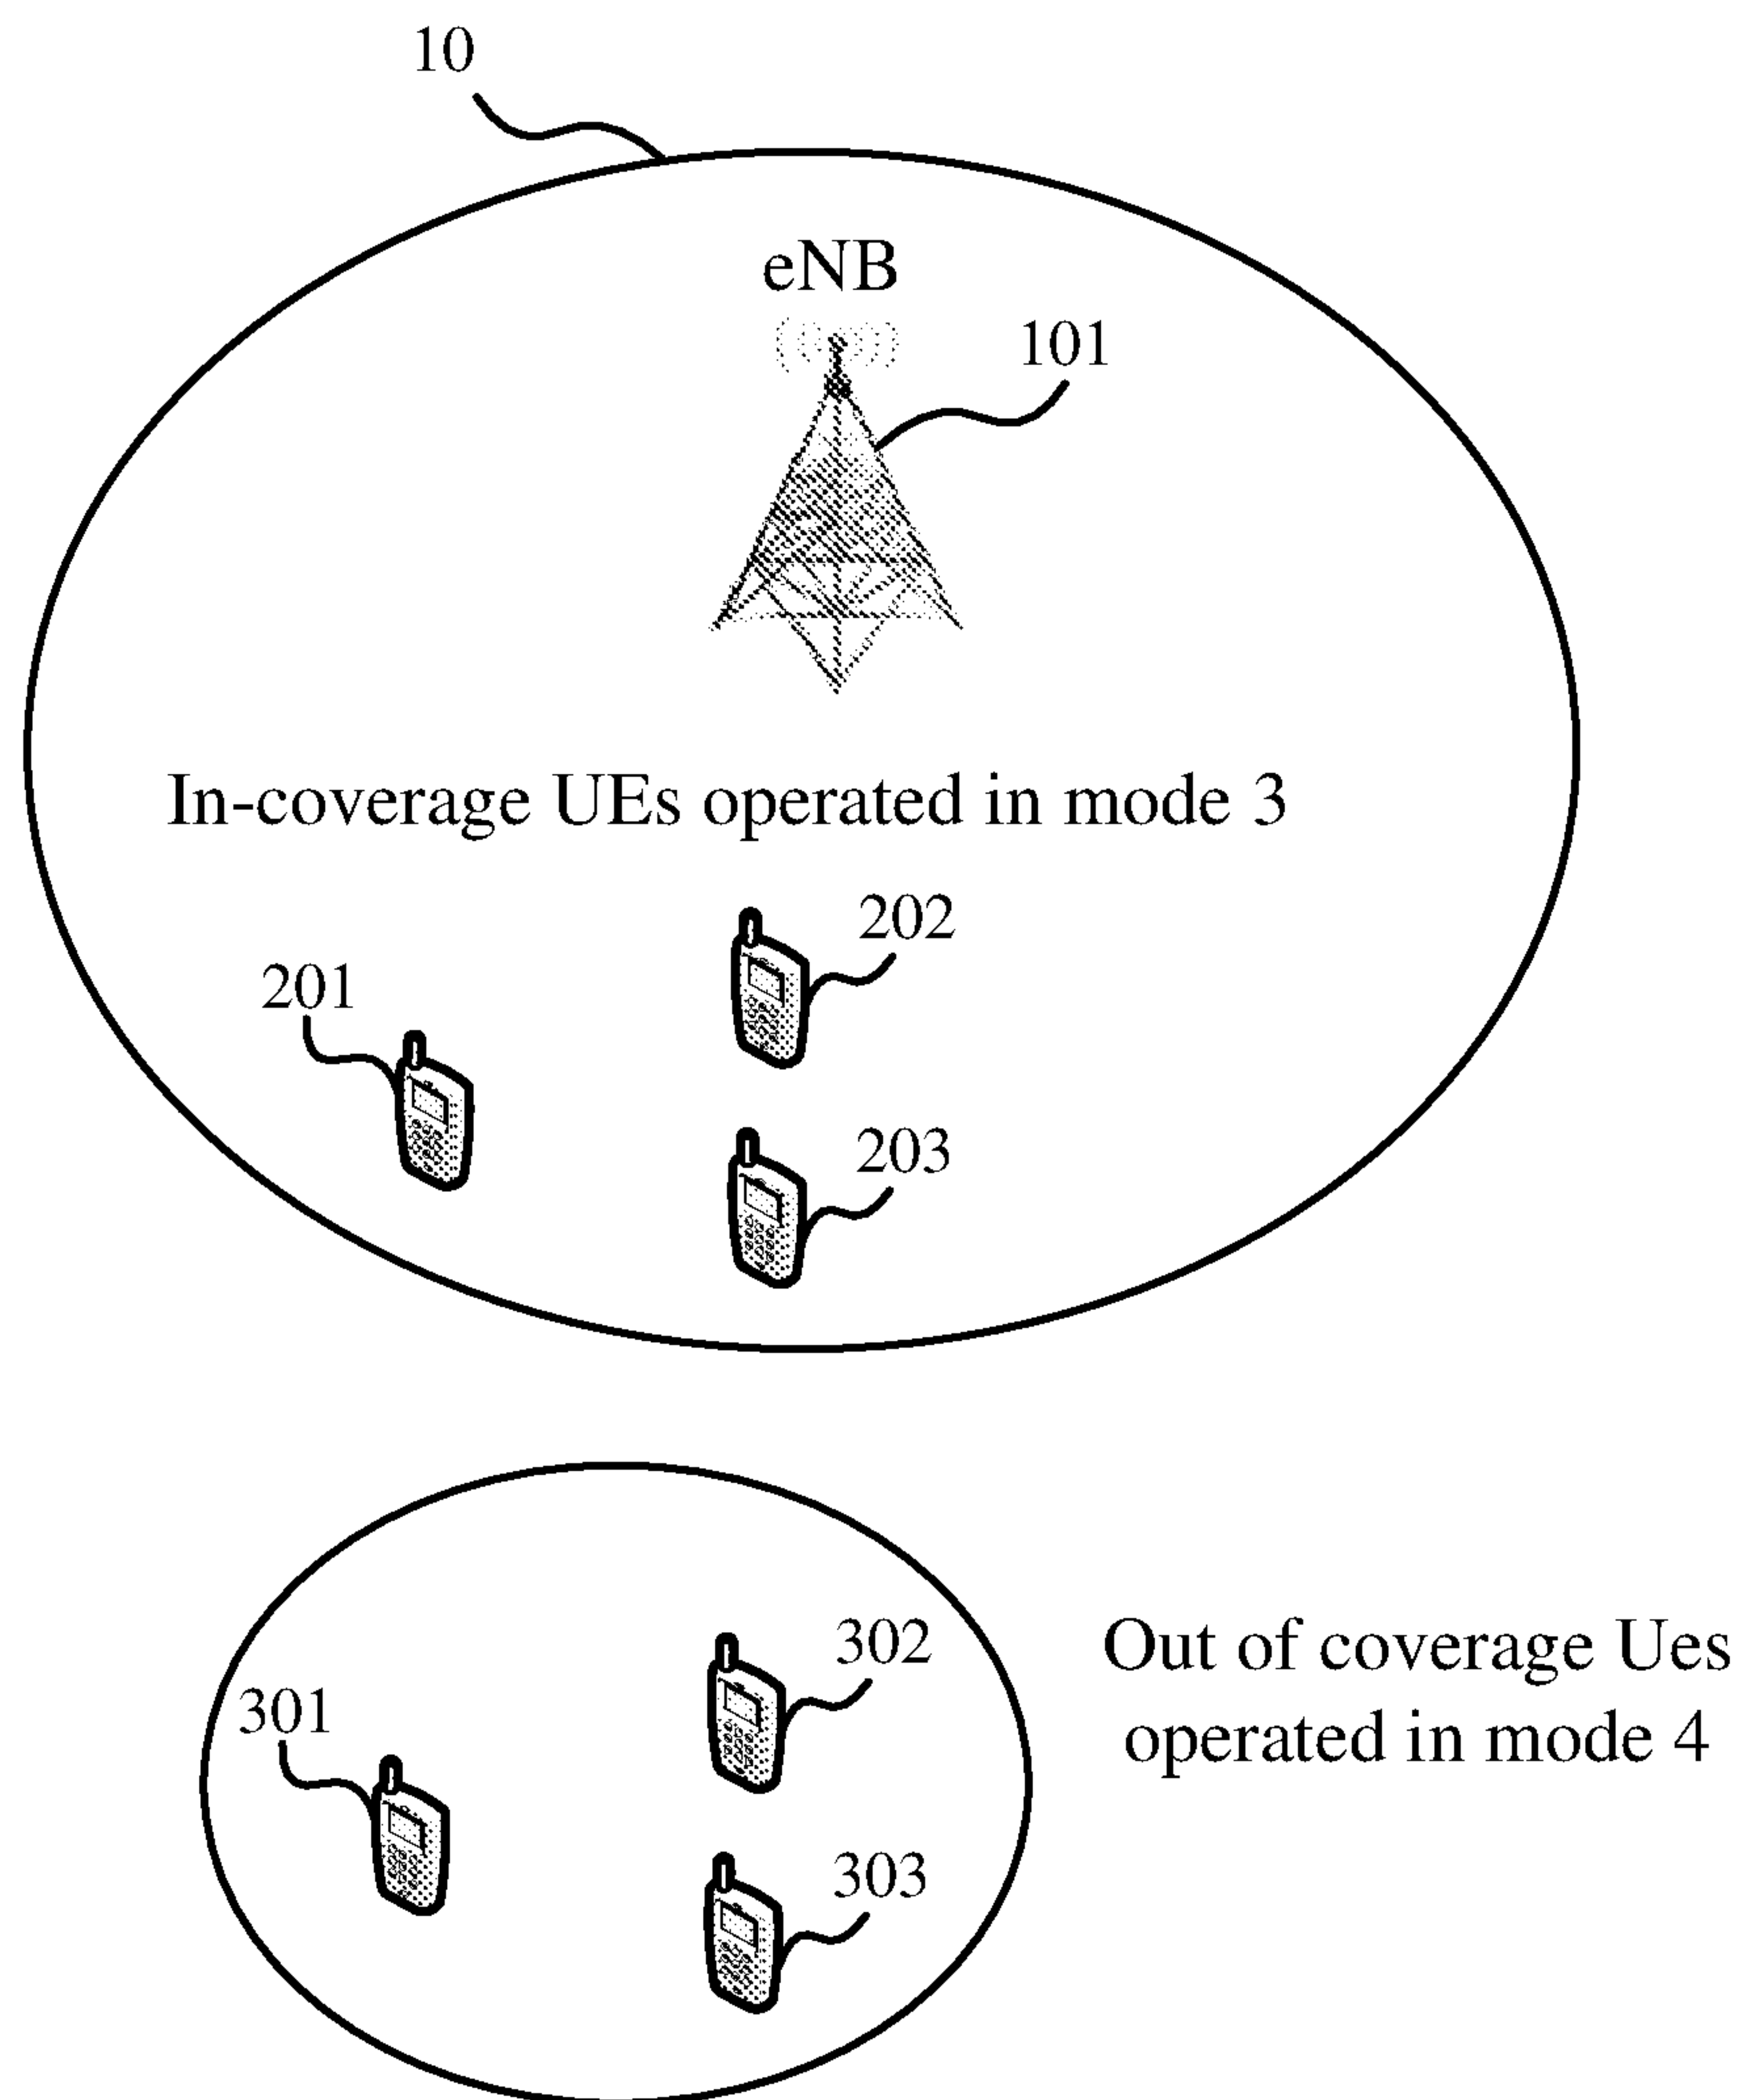 10
eNB
101
In-coverage UEs operated in mode 3
202
201
203
302
301
303
Out of coverage Ues
operated in mode 4